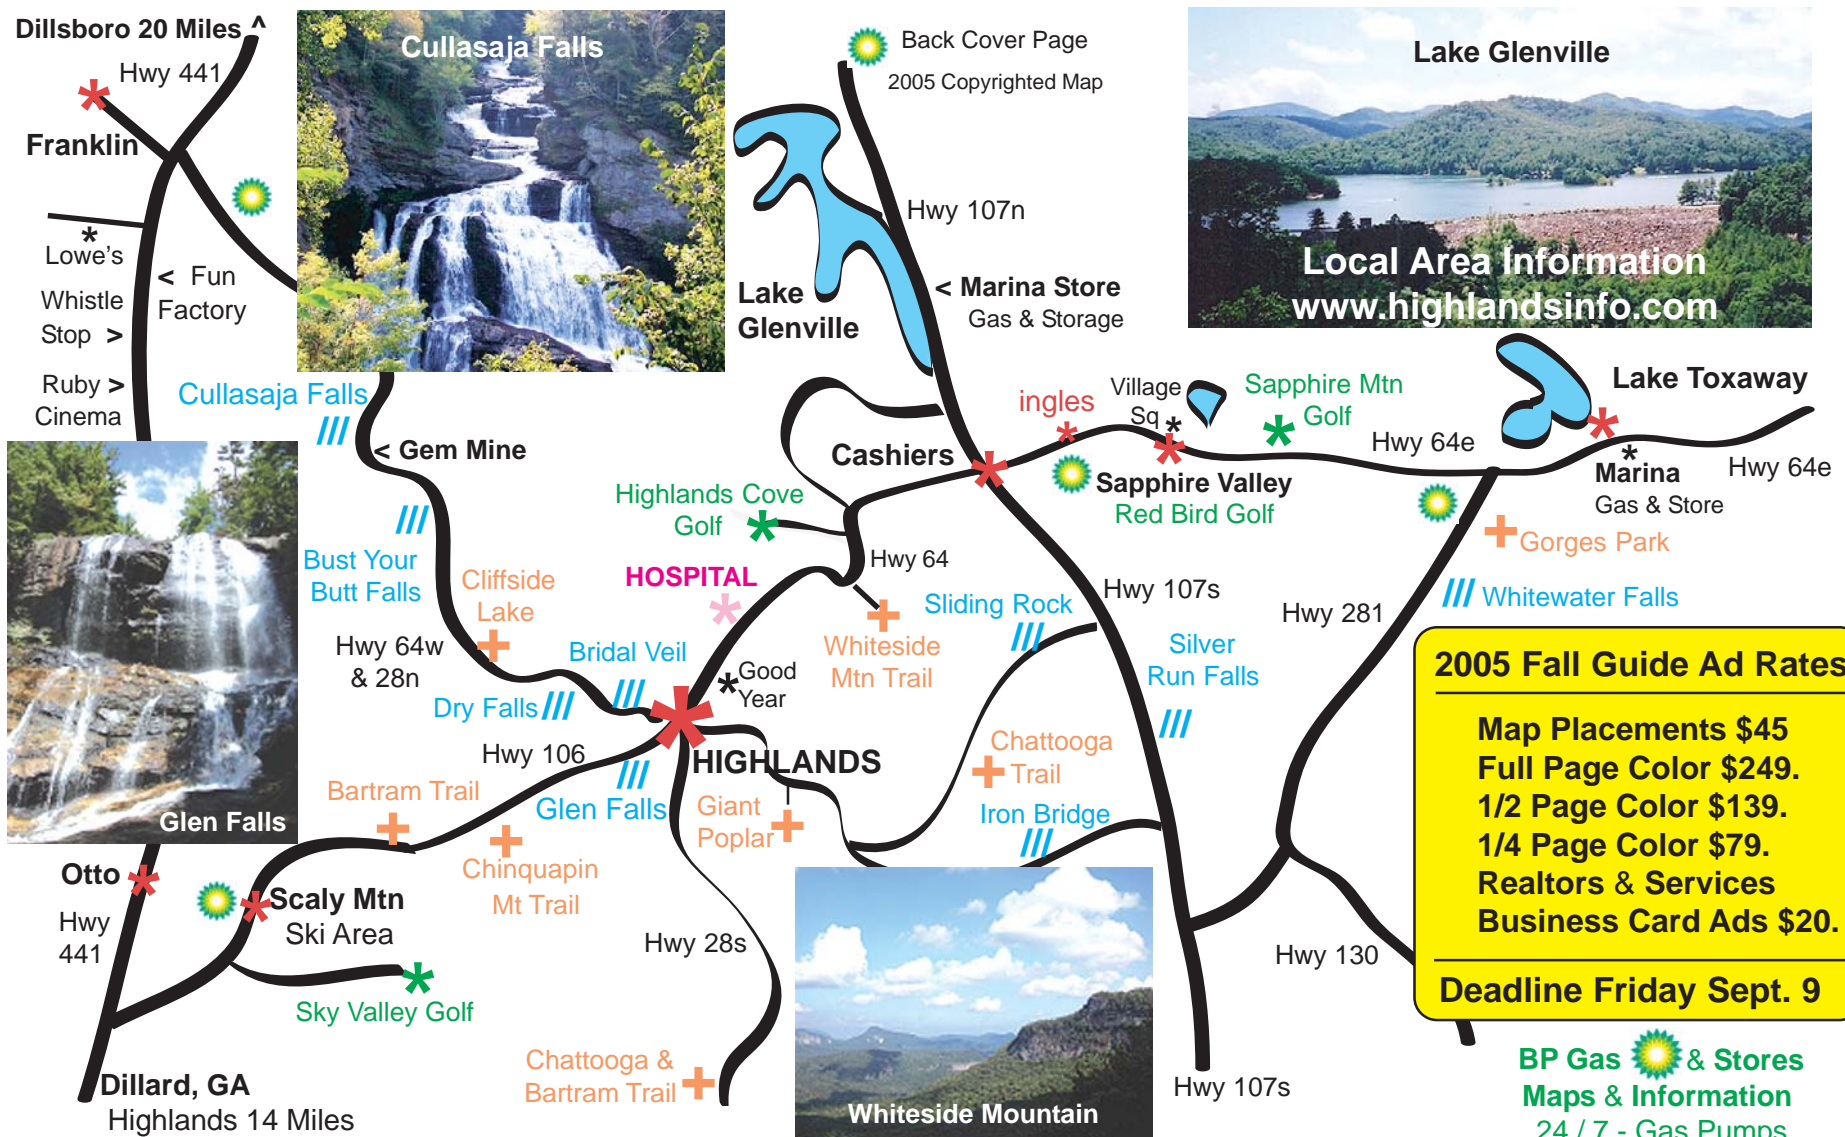 Dillsboro 20 Miles ^
Hwy 441
Franklin
*
Lowe's
< Fun
Factory
Whistle
Stop >
Ruby >
Cinema
Cullasaja Falls
Back Cover Page
2005 Copyrighted Map
Hwy 107n
Lake
Glenville
< Marina Store
Gas & Storage
Lake Glenville
Local Area Information
www.highlandsinfo.com
Cullasaja Falls
< Gem Mine
Bust Your
Butt Falls
Cliffside
Lake
Hwy 64w
& 28n
Dry Falls
Bridal Veil
Highlands Cove
Golf
HOSPITAL
Cashiers
ingles
Village
Sq *
Sapphire Mtn
Golf
Sapphire Valley
Red Bird Golf
Hwy 64e
Lake Toxaway
*
Marina
Gas & Store
Hwy 64e
Gorges Park
Whitewater Falls
Hwy 64
Whiteside
Mtn Trail
Sliding Rock
Hwy 107s
Silver
Run Falls
Hwy 281
* Good
Year
HIGHLANDS
Hwy 106
Glen Falls
Giant
Poplar
Chattooga
Trail
Iron Bridge
Bartram Trail
Chinquapin
Mt Trail
Glen Falls
Otto
Hwy
441
Scaly Mtn
Ski Area
Sky Valley Golf
Dillard, GA
Highlands 14 Miles
Hwy 28s
Chattooga &
Bartram Trail
Whiteside Mountain
Hwy 107s
Hwy 130
2005 Fall Guide Ad Rates
Map Placements $45
Full Page Color $249.
1/2 Page Color $139.
1/4 Page Color $79.
Realtors & Services
Business Card Ads $20.
Deadline Friday Sept. 9
BP Gas & Stores
Maps & Information
24 / 7 - Gas Pumps